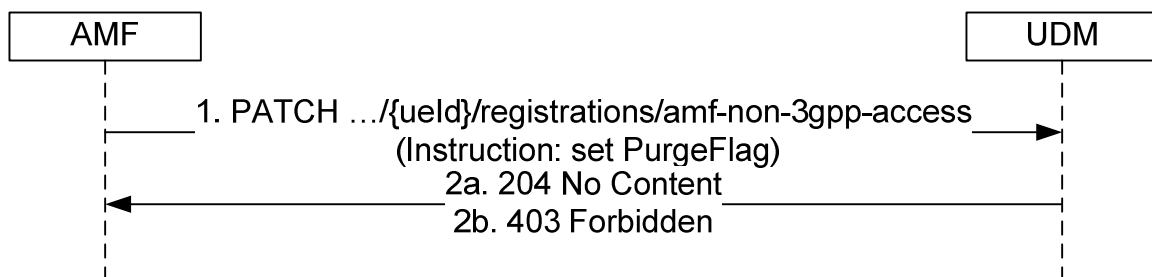 AMF
UDM
1. PATCH …/{ueId}/registrations/amf-non-3gpp-access
(Instruction: set PurgeFlag)
2a. 204 No Content
2b. 403 Forbidden